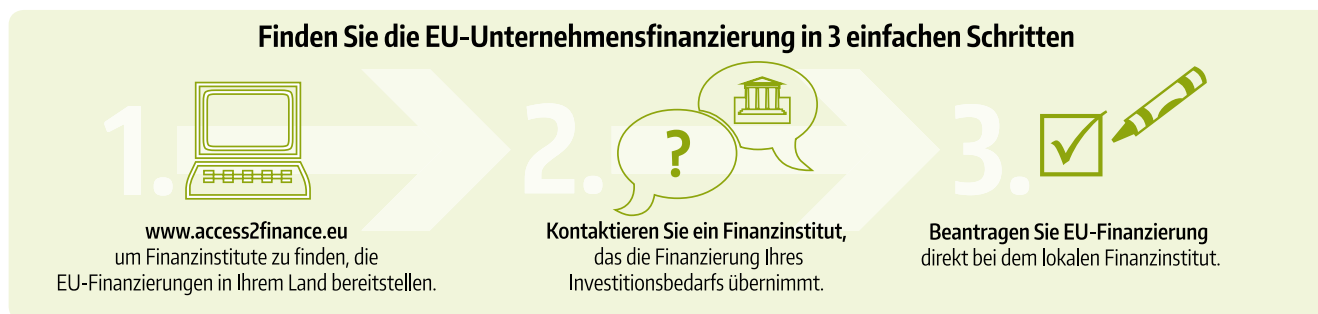 Finden Sie die EU-Unternehmensfinanzierung in 3 einfachen Schritten
1.
www.access2finance.eu
um Finanzinstitute zu finden, die
EU-Finanzierungen in Ihrem Land bereitstellen.
2.
?
Kontaktieren Sie ein Finanzinstitut,
das die Finanzierung Ihres
Investitionsbedarfs übernimmt.
3.
Beantragen Sie EU-Finanzierung
direkt bei dem lokalen Finanzinstitut.